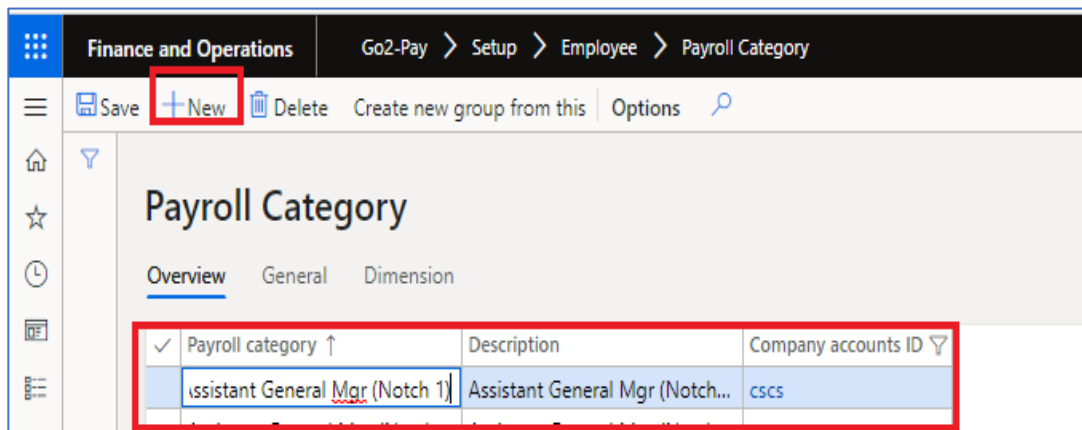 Finance and Operations Go2-Pay > Setup > Employee > Payroll Category
Save + New Delete Create new group from this Options
Payroll Category
Overview General Dimension
Payroll category ↑ Description Company accounts ID
ssistant General Mgr (Notch 1) Assistant General Mgr (Notch... cscs